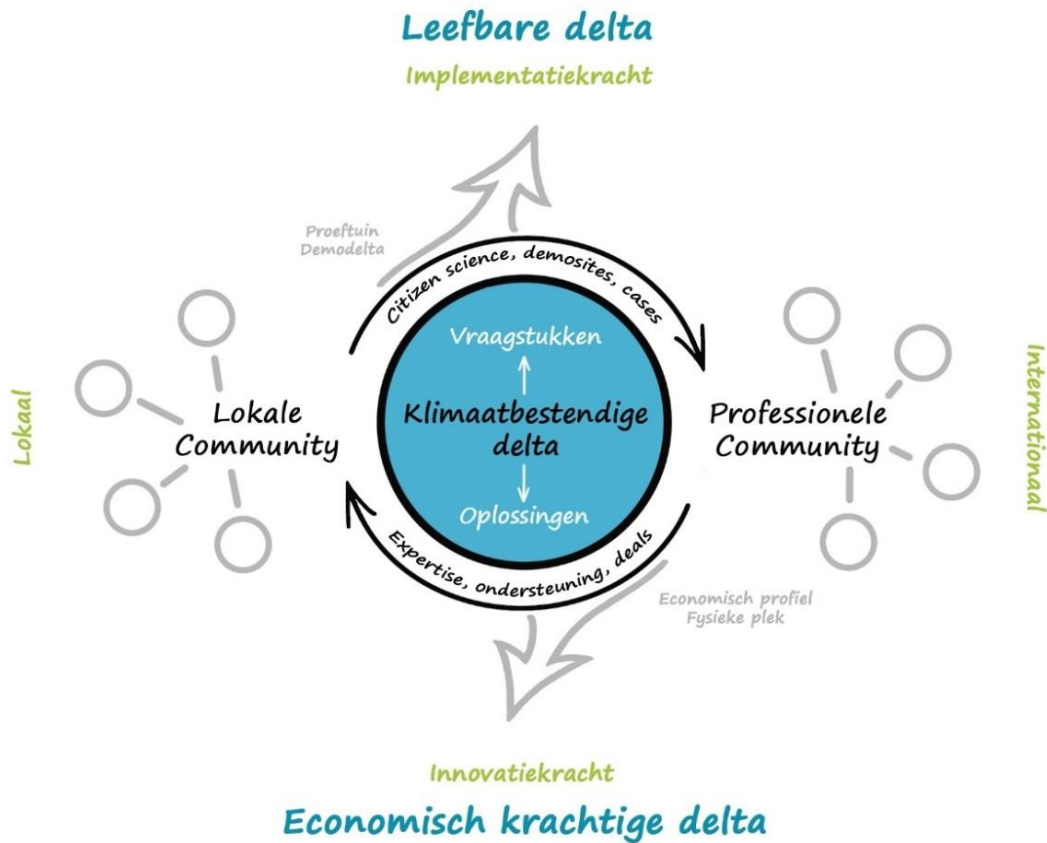 Leefbare delta
Implementatiekracht
Proeftuin
Demodelta
Citizen science, demosites, cases
Vraagstukken
Lokaal
Lokale
Community
Klimaatbestendige
delta
Professionele
Community
Internationaal
Oplossingen
Expertise, ondersteuning, deals
Economisch profiel
Fysieke plek
Innovatiekracht
Economisch krachtige delta